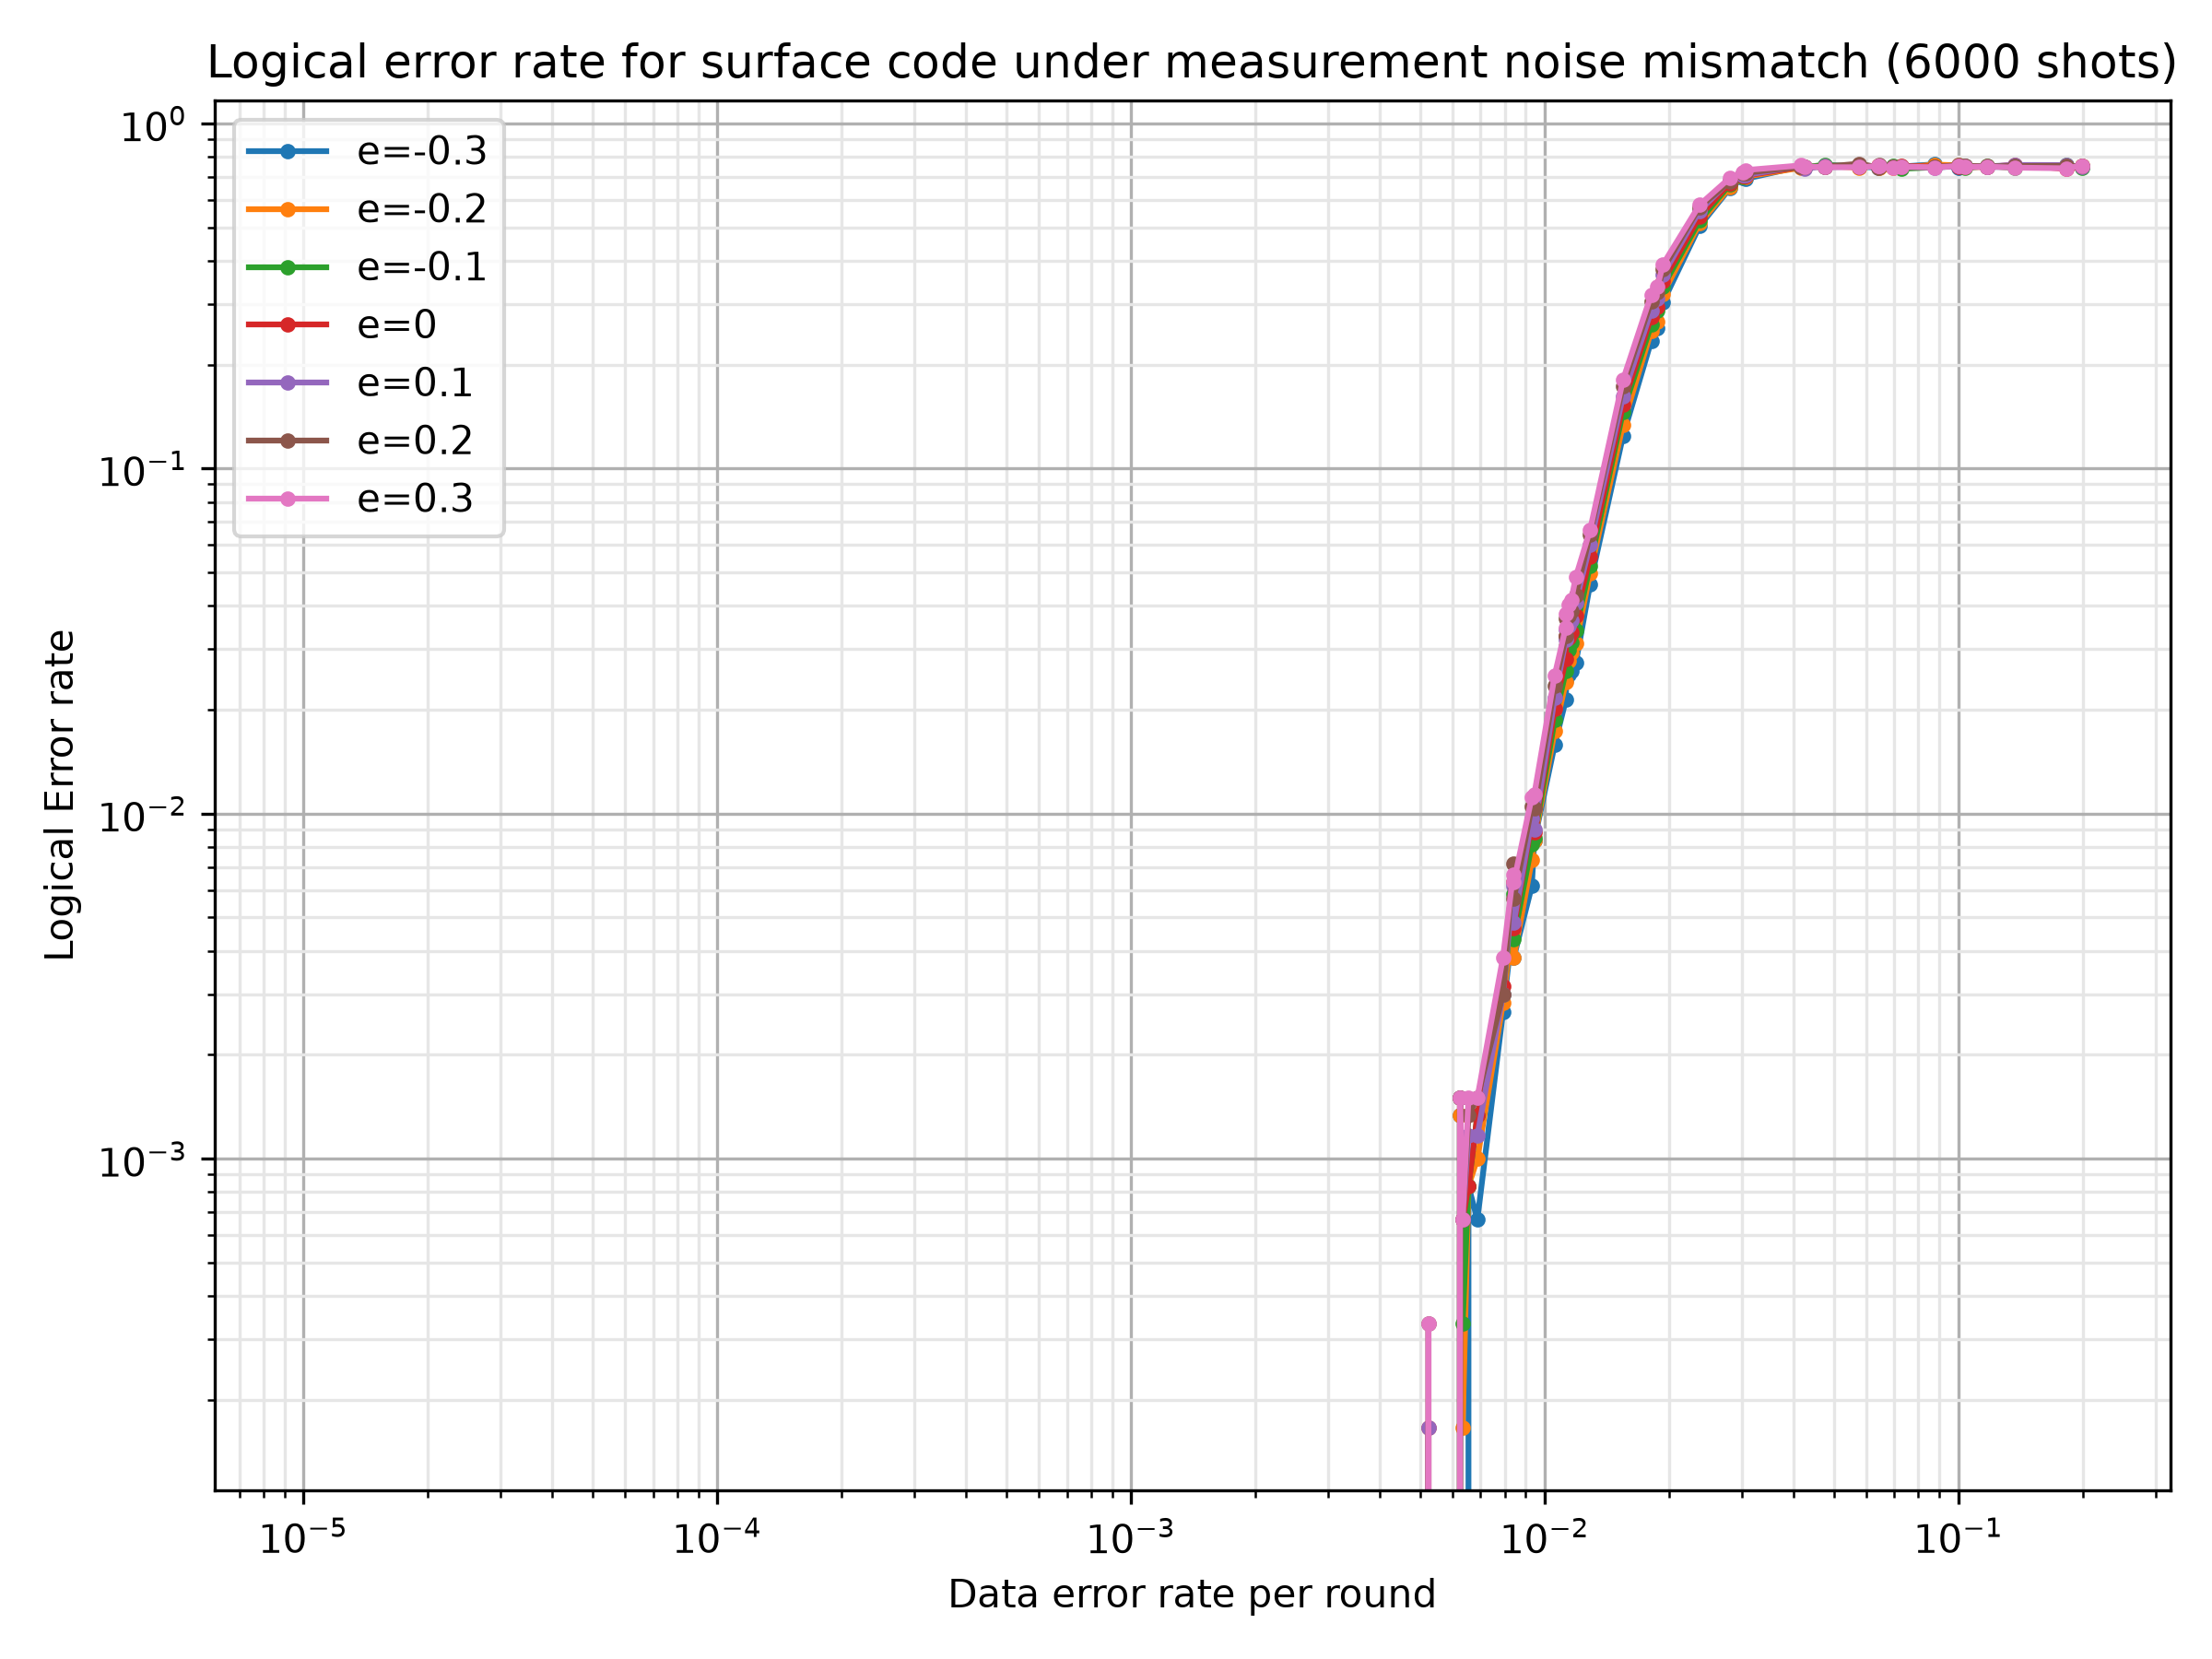 Logical error rate for surface code under measurement noise mismatch (6000 shots)
10⁰
10⁻¹
10⁻²
10⁻³
Logical Error rate
e=-0.3
e=-0.2
e=-0.1
e=0
e=0.1
e=0.2
e=0.3
10⁻⁵ 10⁻⁴ 10⁻³ 10⁻² 10⁻¹
Data error rate per round